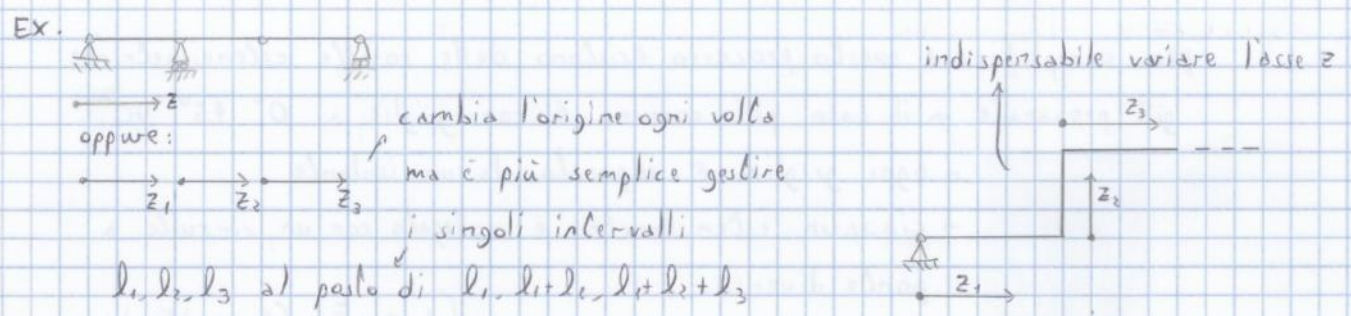 EX.
indispensabile variare l'asse z
z
cambia l'origine ogni volta
z₃
oppure:
ma è più semplice gestire
z₁ z₂ z₃
z₂
i singoli intervalli
l₁, l₂, l₃ al posto di l₁, l₁+l₂, l₁+l₂+l₃
z₁